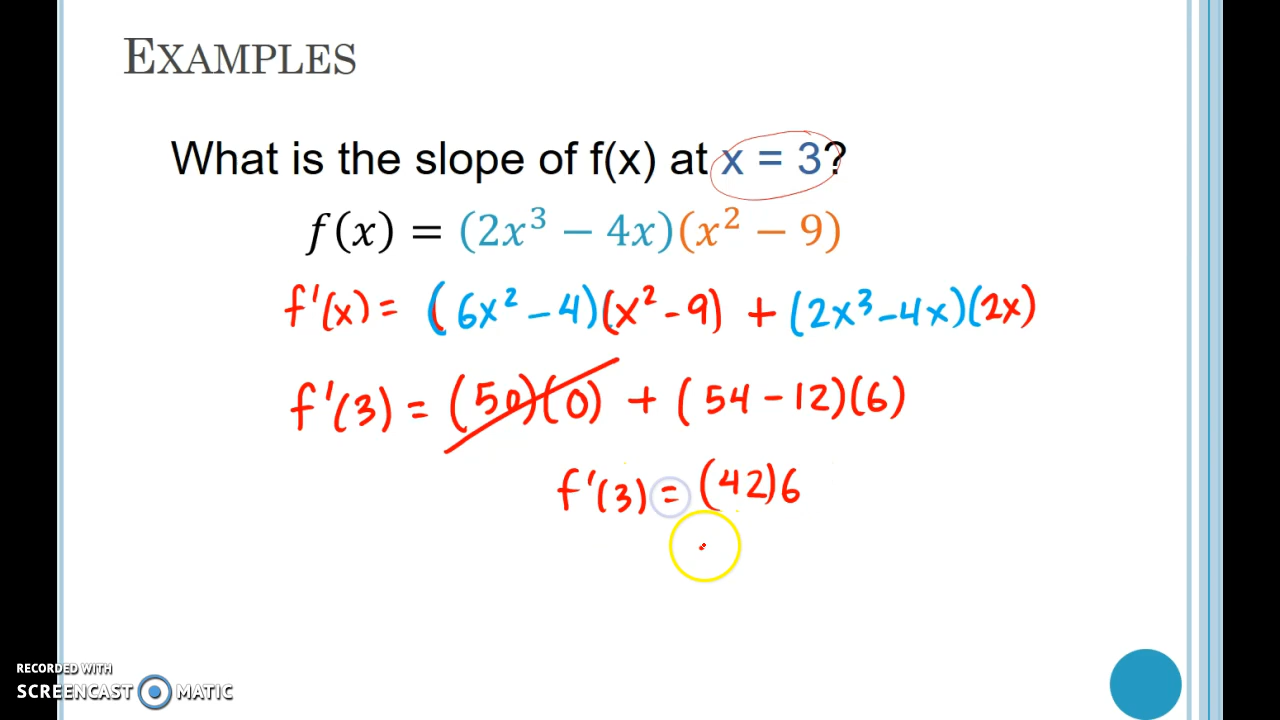 EXAMPLES
What is the slope of f(x) at x = 3?
f(x) = (2x³ − 4x)(x² − 9)
f'(x) = (6x² − 4)(x² − 9) + (2x³ − 4x)(2x)
f'(3) = (50)(0) + (54 − 12)(6)
f'(3) = (42)6
RECORDED WITH
SCREENCAST MATIC